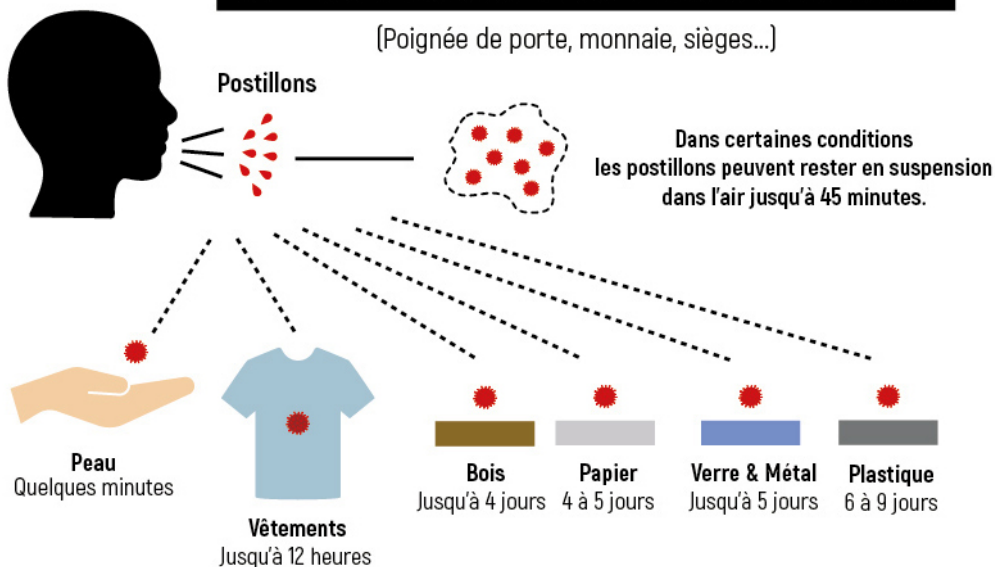 (Poignée de porte, monnaie, sièges...)
Postillons
Dans certaines conditions
les postillons peuvent rester en suspension
dans l'air jusqu'à 45 minutes.
Peau
Quelques minutes
Vêtements
Jusqu'à 12 heures
Bois
Jusqu'à 4 jours
Papier
4 à 5 jours
Verre & Métal
Jusqu'à 5 jours
Plastique
6 à 9 jours